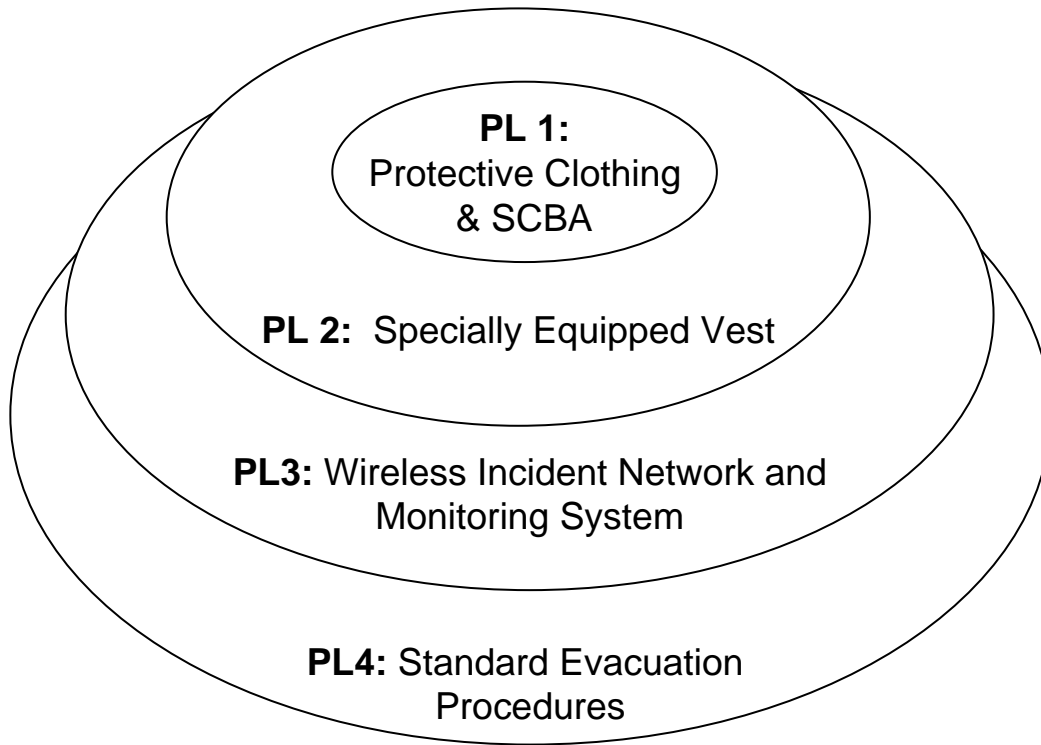 PL 1:
Protective Clothing
& SCBA
PL 2:  Specially Equipped Vest
PL3: Wireless Incident Network and
Monitoring System
PL4: Standard Evacuation
Procedures